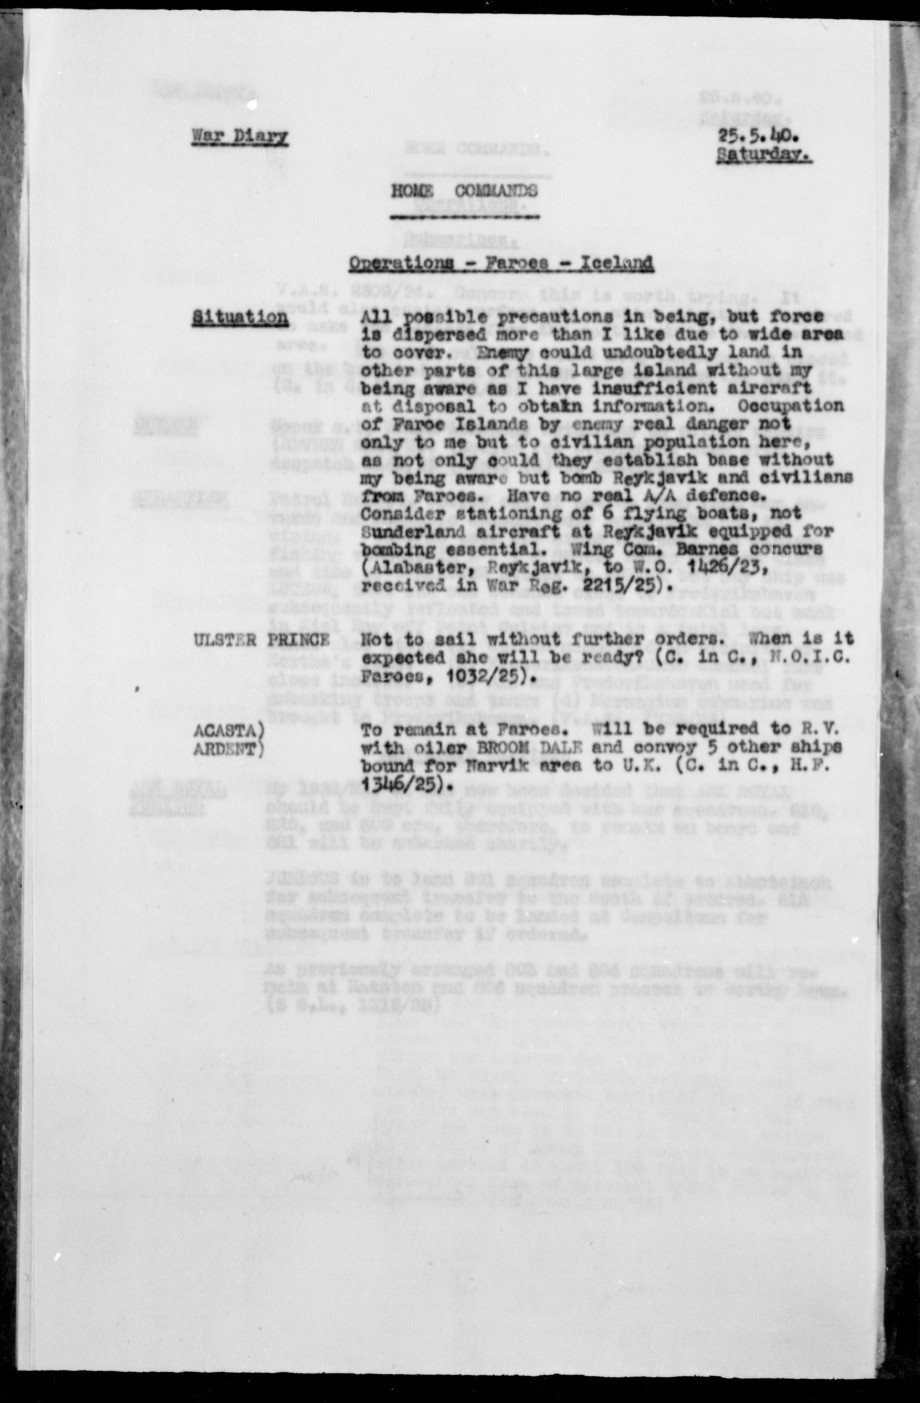 War Diary
25.5.40.
Saturday.
HOME COMMANDS
Operations - Faroes - Iceland
Situation
All possible precautions in being, but force
is dispersed more than I like due to wide area
to cover. Enemy could undoubtedly land in
other parts of this large island without my
being aware as I have insufficient aircraft
at disposal to obtain information. Occupation
of Faroe Islands by enemy real danger not
only to me but to civilian population here,
as not only could they establish base without
my being aware but bomb Reykjavik and civilians
from Faroes. Have no real A/A defence.
Consider stationing of 6 flying boats, not
Sunderland aircraft at Reykjavik equipped for
bombing essential. Wing Com. Barnes concurs
(Alabaster, Reykjavik, to W.O. 1426/23,
received in War Reg. 2215/25).
ULSTER PRINCE
Not to sail without further orders. When is it
expected she will be ready? (C. in C., N.O.I.C.
Faroes, 1032/25).
ACASTA)
ARDENT)
To remain at Faroes. Will be required to R.V.
with oiler BROOM DALE and convoy 5 other ships
bound for Narvik area to U.K. (C. in C., H.F.
1346/25).